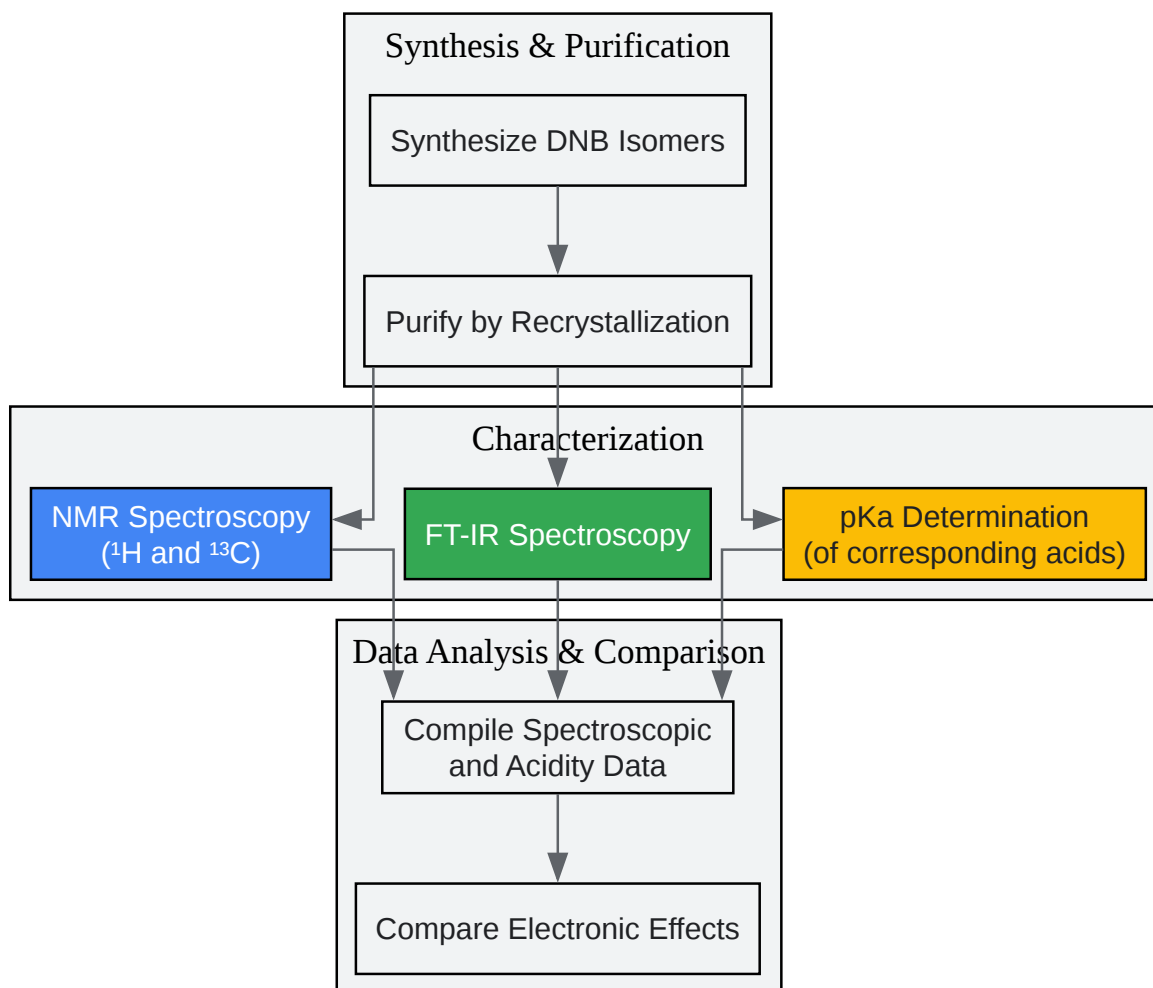 Synthesis & Purification
Synthesize DNB Isomers
Purify by Recrystallization
Characterization
NMR Spectroscopy
(¹H and ¹³C)
FT-IR Spectroscopy
pKa Determination
(of corresponding acids)
Data Analysis & Comparison
Compile Spectroscopic
and Acidity Data
Compare Electronic Effects